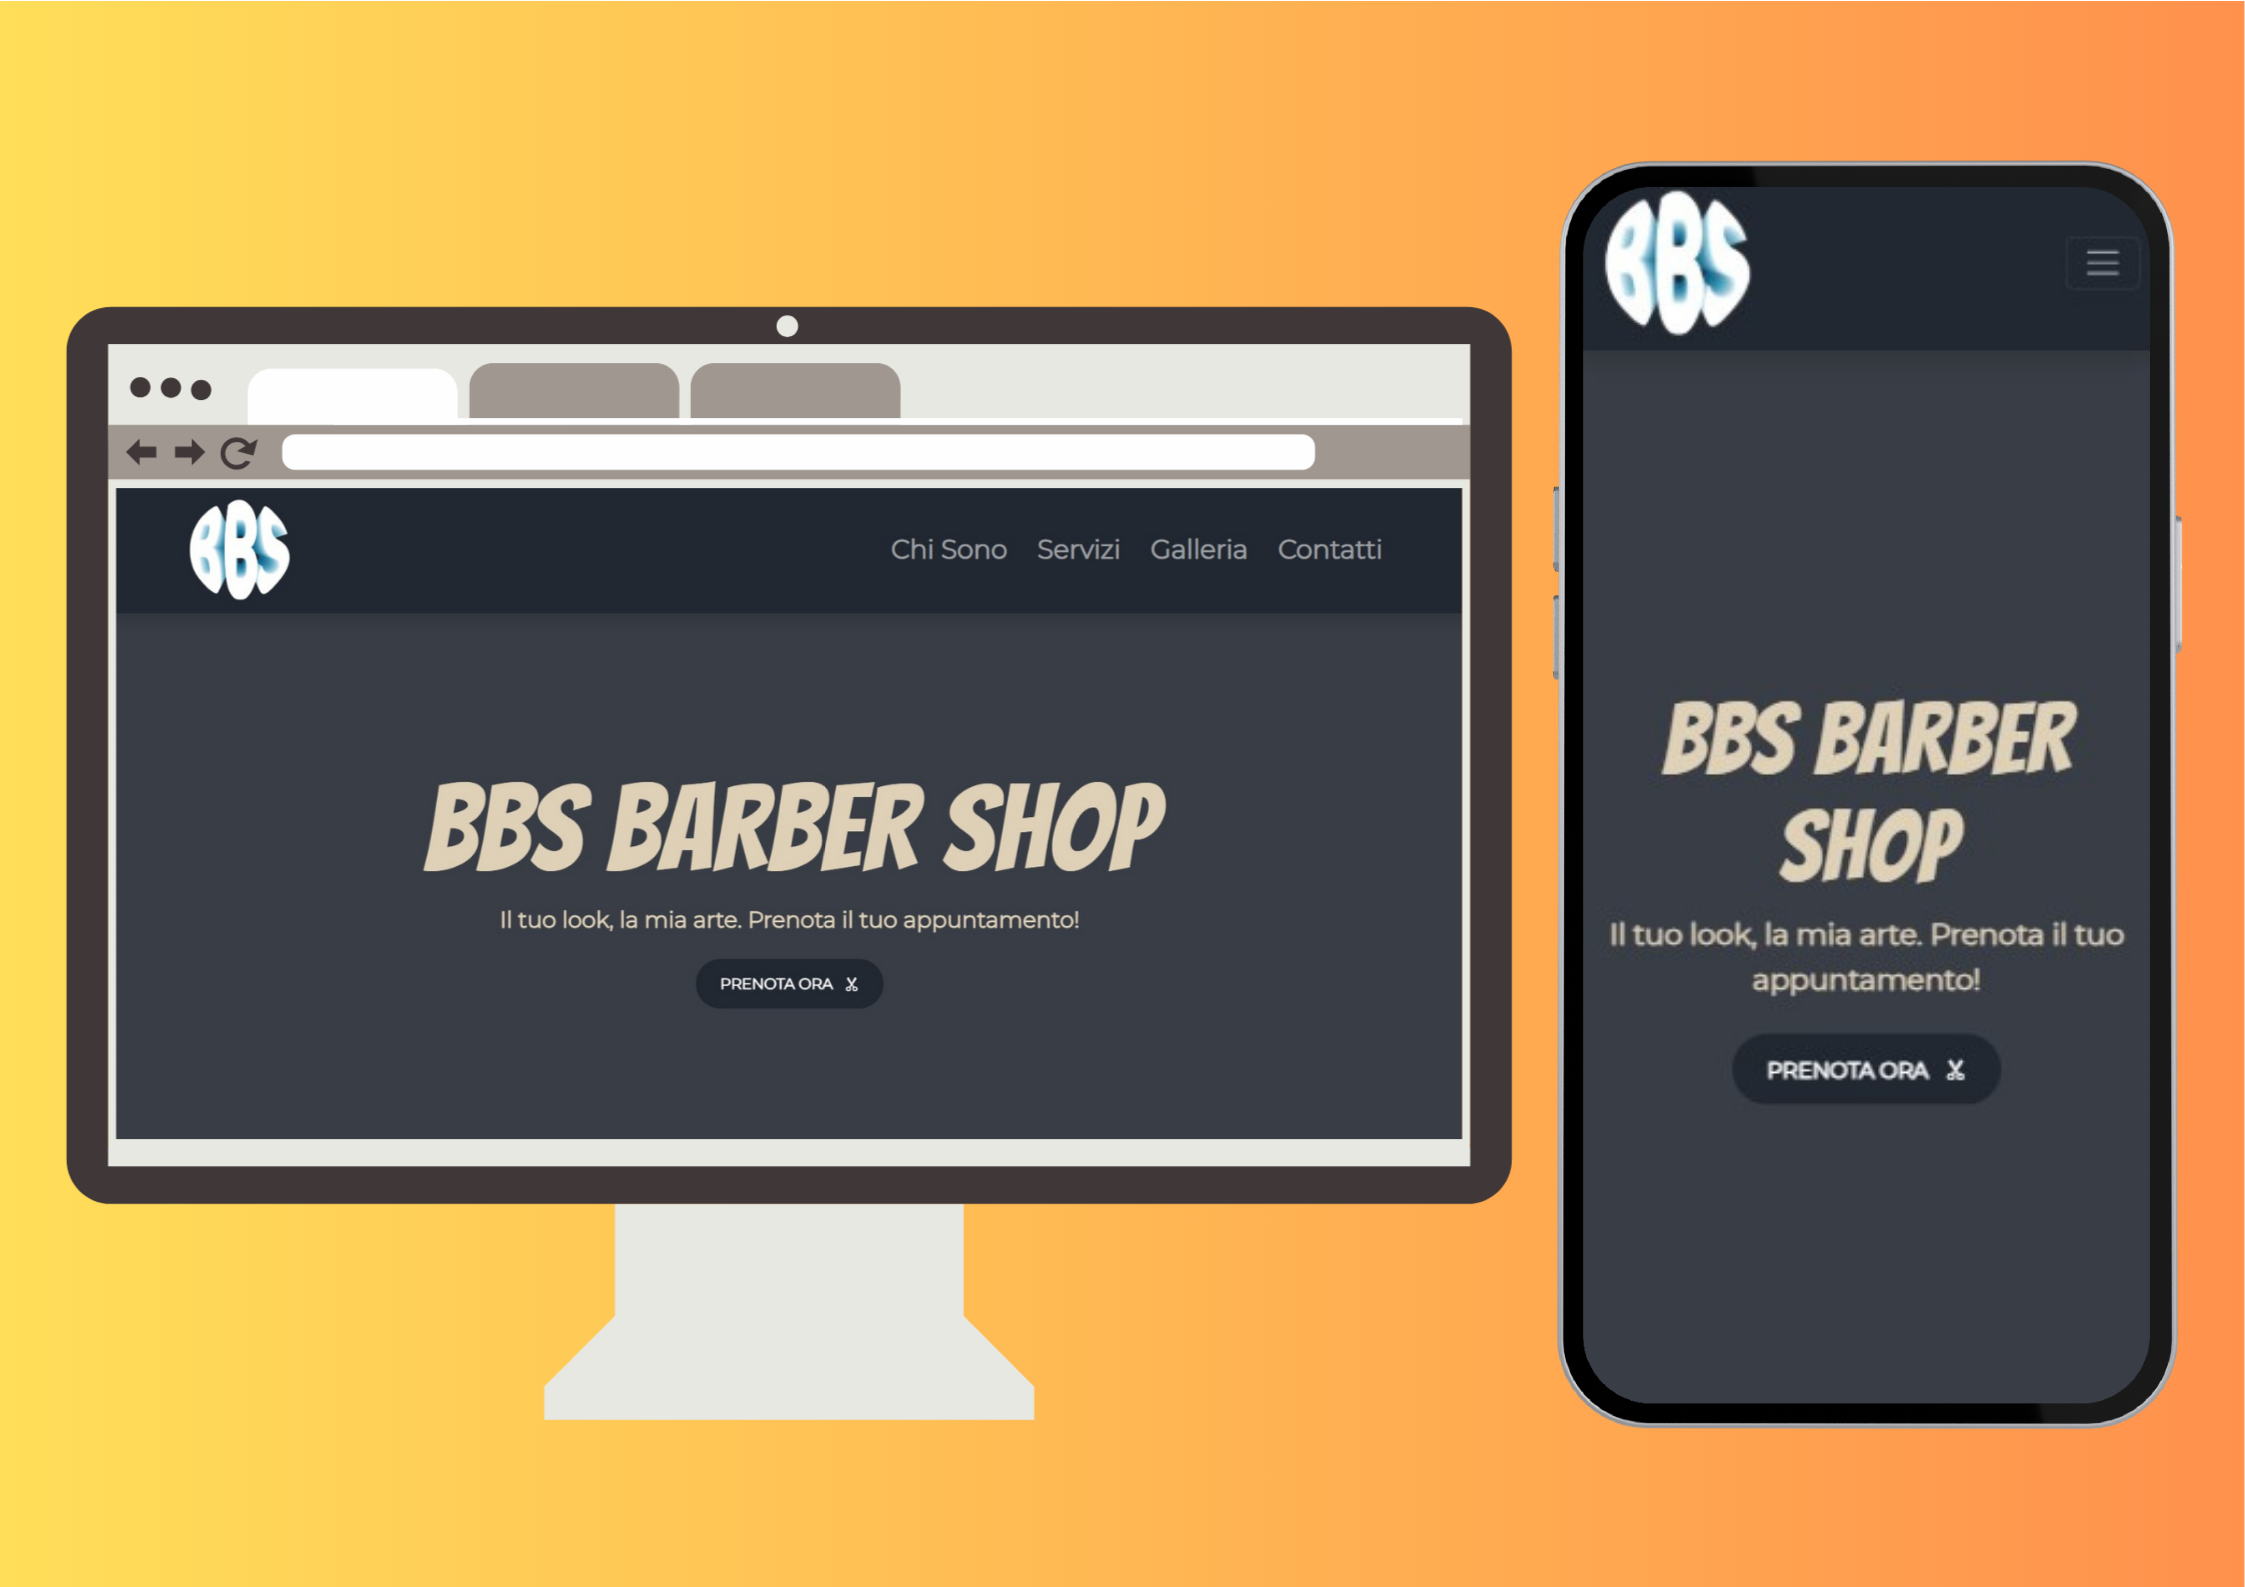 BBS
Chi Sono Servizi Galleria Contatti
BBS BARBER SHOP
Il tuo look, la mia arte. Prenota il tuo appuntamento!
PRENOTA ORA
BBS
BBS BARBER
SHOP
Il tuo look, la mia arte. Prenota il tuo
appuntamento!
PRENOTA ORA